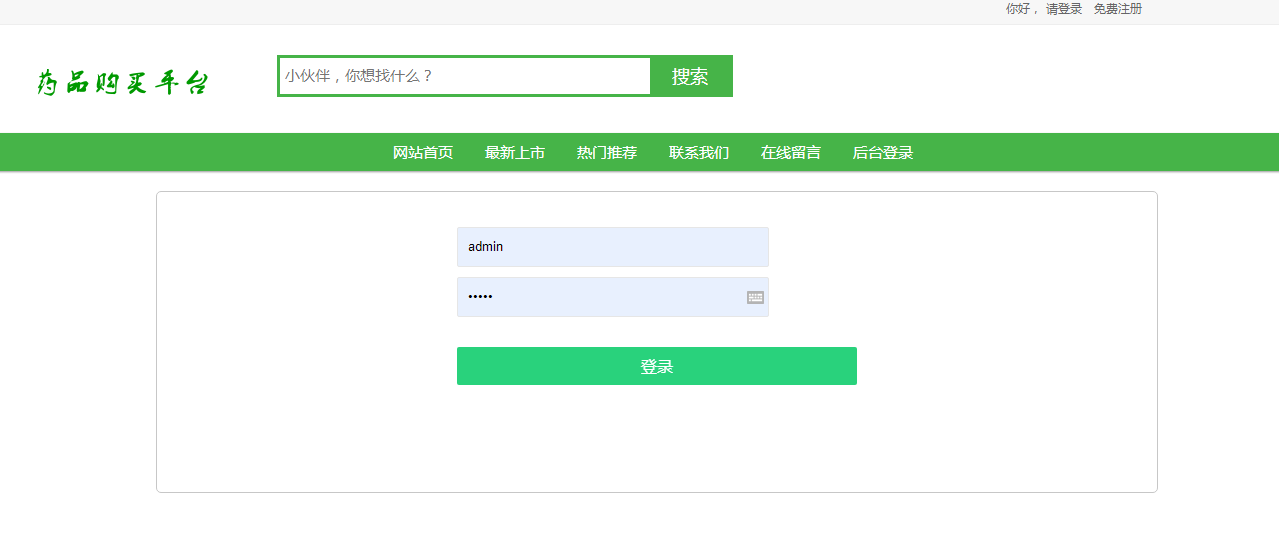 你好， 请登录 免费注册
药品购买平台
小伙伴，你想找什么？ 搜索
网站首页 最新上市 热门推荐 联系我们 在线留言 后台登录
admin
•••••
登录